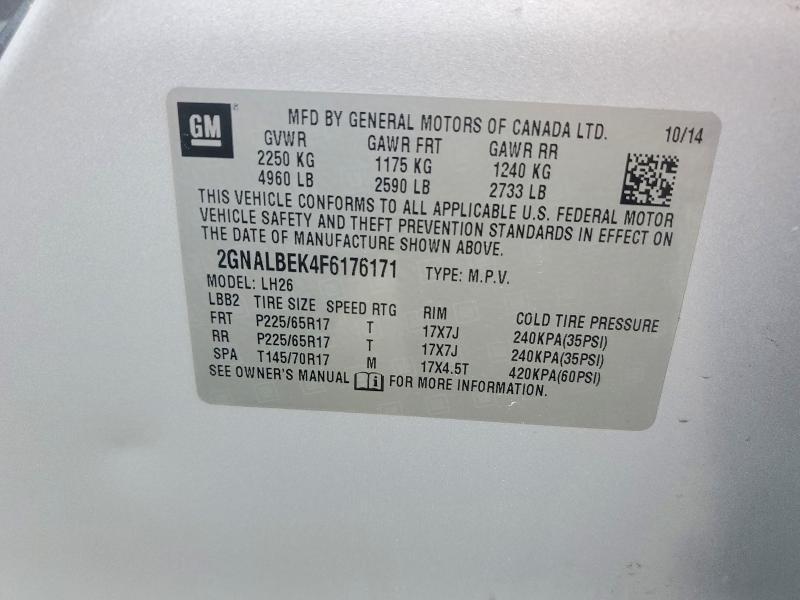 GM
MFD BY GENERAL MOTORS OF CANADA LTD. 10/14
GVWR GAWR FRT GAWR RR
2250 KG 1175 KG 1240 KG
4960 LB 2590 LB 2733 LB
THIS VEHICLE CONFORMS TO ALL APPLICABLE U.S. FEDERAL MOTOR
VEHICLE SAFETY AND THEFT PREVENTION STANDARDS IN EFFECT ON
THE DATE OF MANUFACTURE SHOWN ABOVE.
2GNALBEK4F6176171 TYPE: M.P.V.
MODEL: LH26
LBB2 TIRE SIZE SPEED RTG RIM COLD TIRE PRESSURE
FRT P225/65R17 T 17X7J 240KPA(35PSI)
RR P225/65R17 T 17X7J 240KPA(35PSI)
SPA T145/70R17 M 17X4.5T 420KPA(60PSI)
SEE OWNER'S MANUAL FOR MORE INFORMATION.